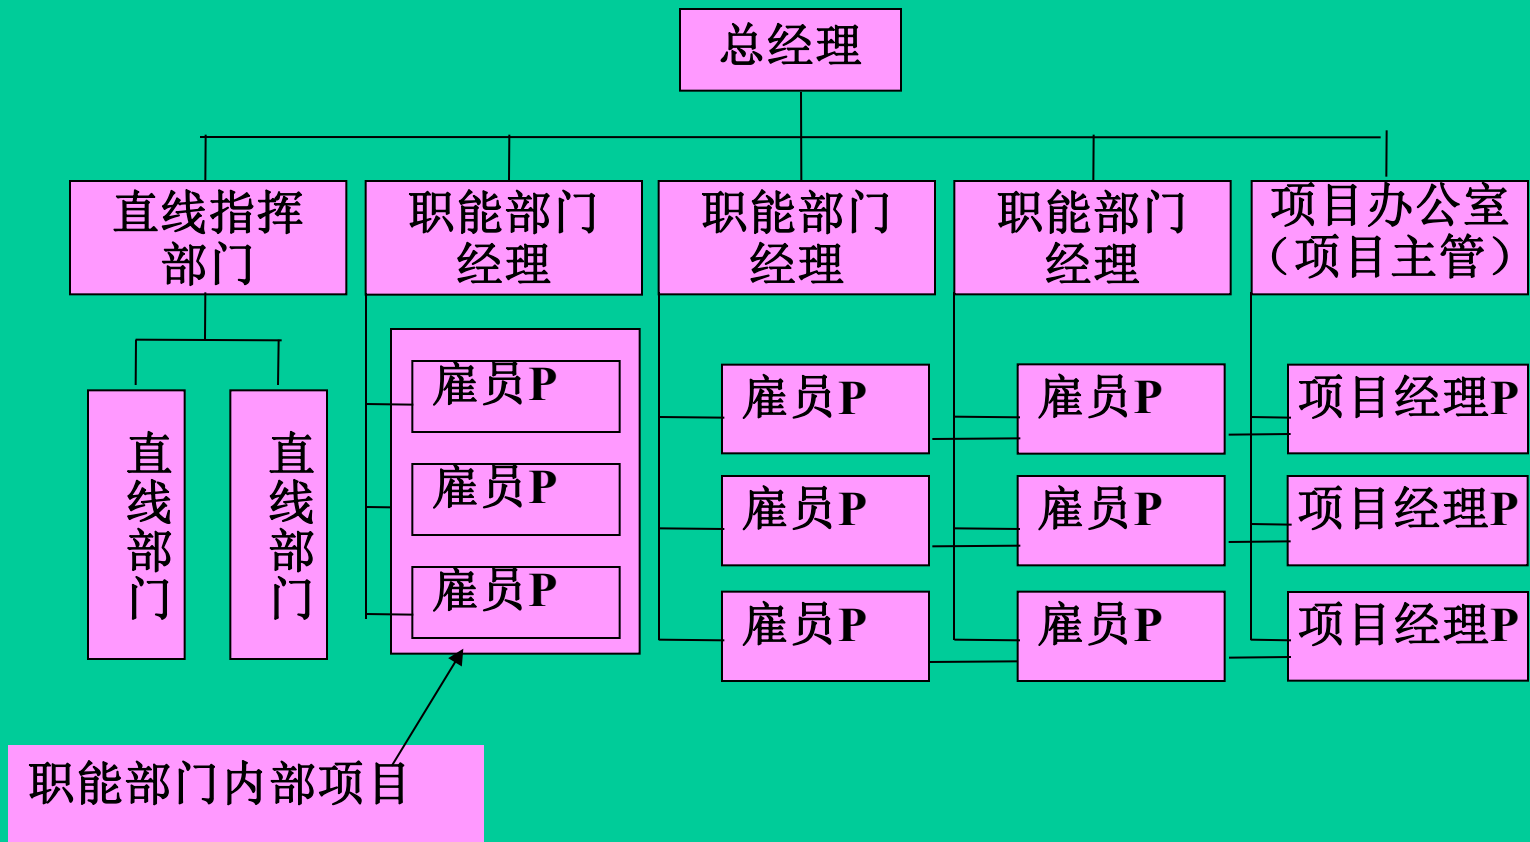 总经理
直线指挥
部门
职能部门
经理
职能部门
经理
职能部门
经理
项目办公室
（项目主管）
直线部门
直线部门
雇员P
雇员P
雇员P
雇员P
雇员P
项目经理P
雇员P
雇员P
项目经理P
雇员P
雇员P
项目经理P
职能部门内部项目